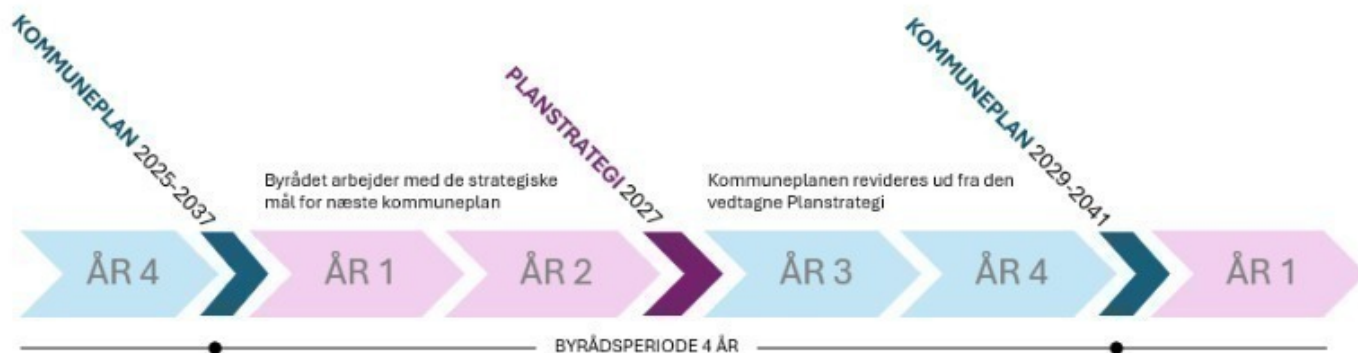 KOMMUNEPLAN 2025-2037
PLANSTRATEGI 2027
KOMMUNEPLAN 2029-2041
Byrådet arbejder med de strategiske
mål for næste kommuneplan
Kommuneplanen revideres ud fra den
vedtagne Planstrategi
ÅR 4
ÅR 1
ÅR 2
ÅR 3
ÅR 4
ÅR 1
BYRÅDSPERIODE 4 ÅR